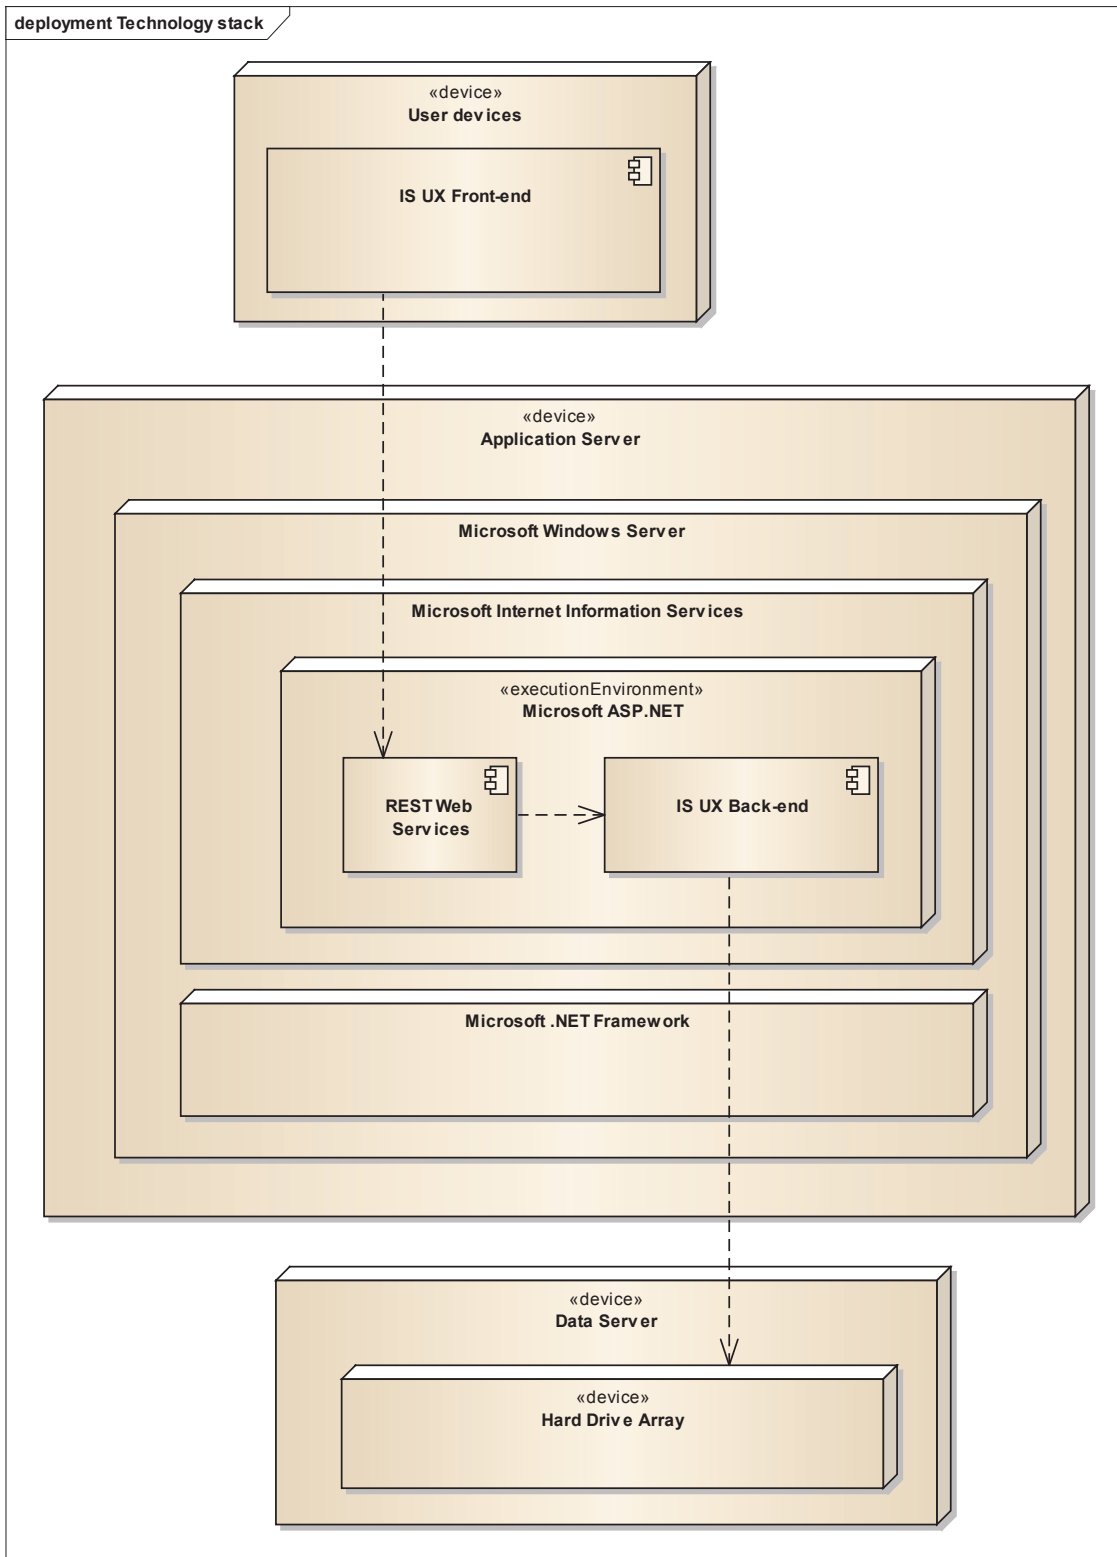 deployment Technology stack
«device»
User devices
IS UX Front-end
«device»
Application Server
Microsoft Windows Server
Microsoft Internet Information Services
«executionEnvironment»
Microsoft ASP.NET
REST Web
Services
IS UX Back-end
Microsoft .NET Framework
«device»
Data Server
«device»
Hard Drive Array